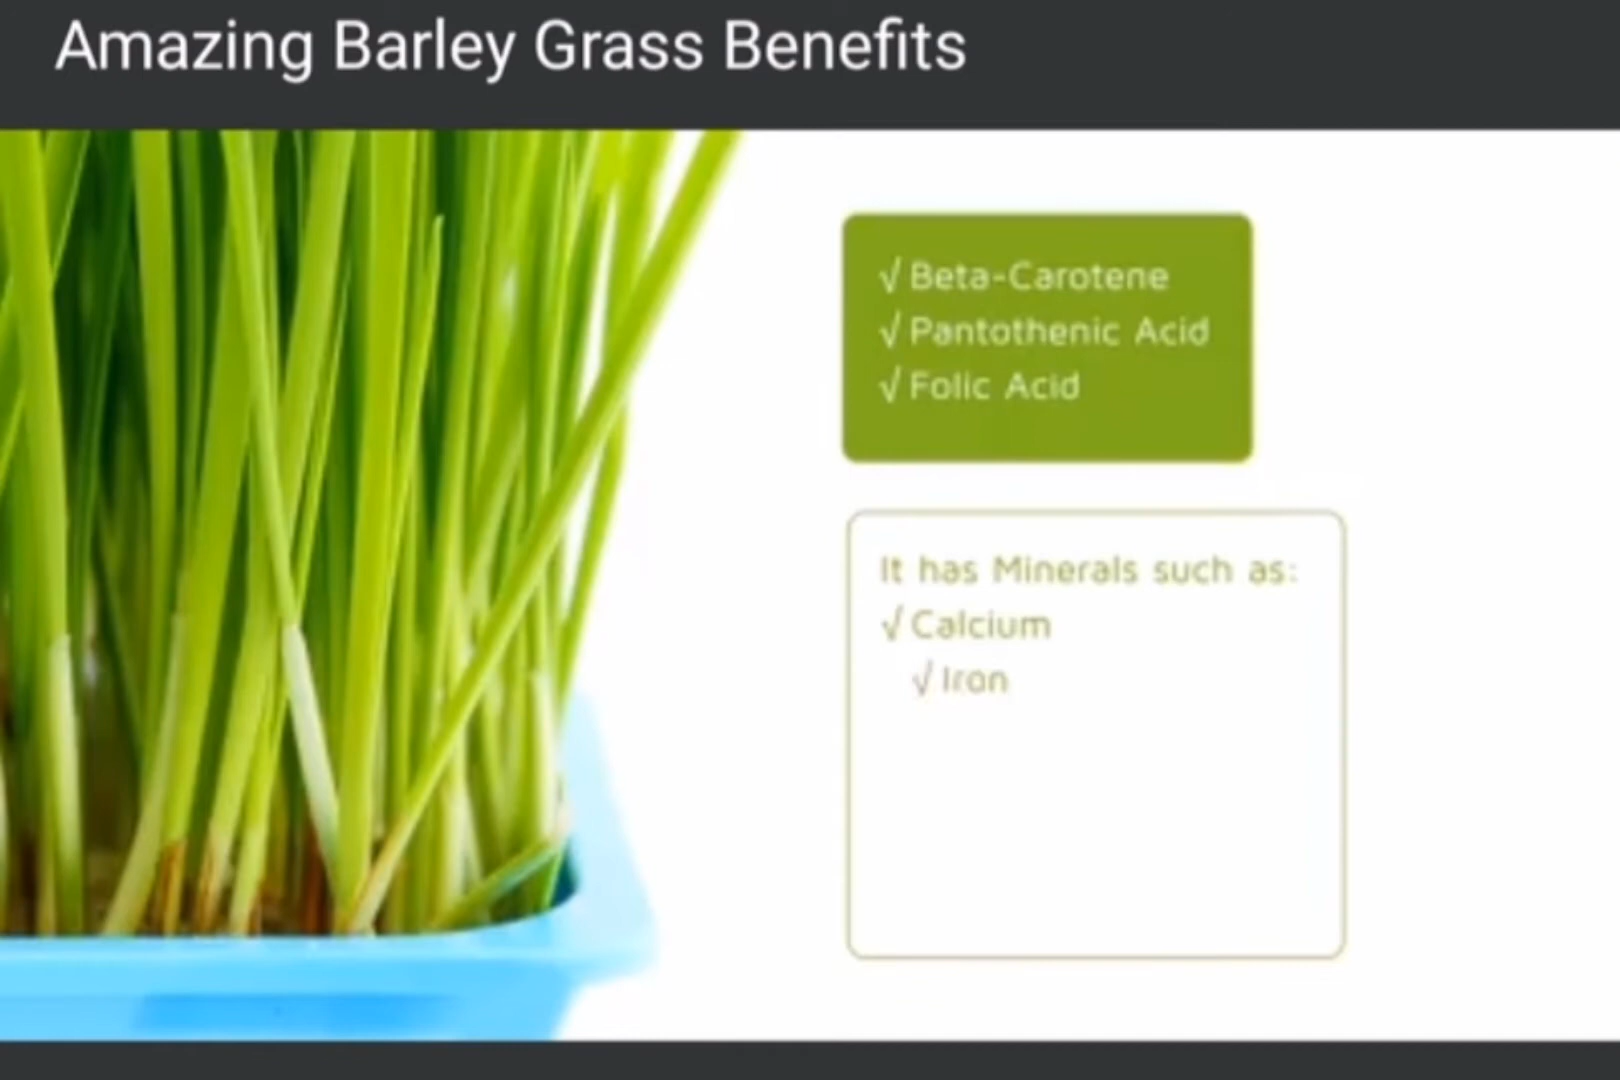 Amazing Barley Grass Benefits
√ Beta-Carotene
√ Pantothenic Acid
√ Folic Acid
It has Minerals such as:
√ Calcium
√ Iron